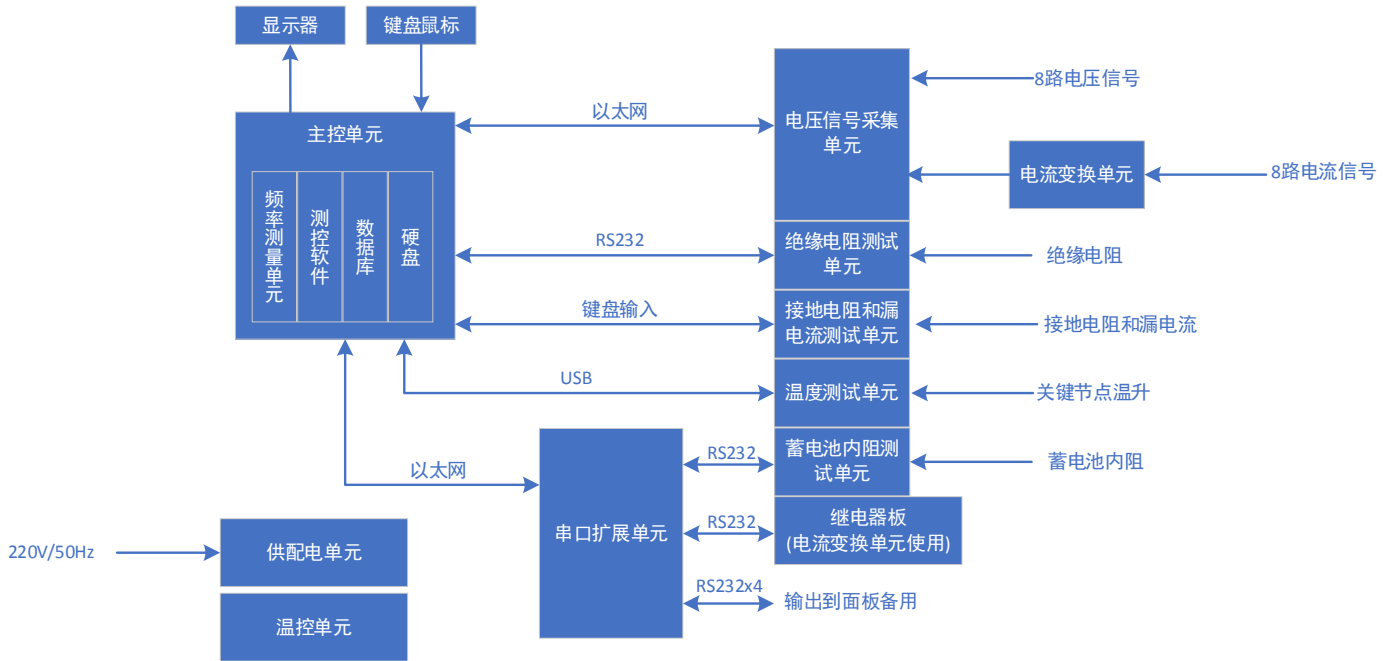 显示器
键盘鼠标
主控单元
频率测量单元
测控软件
数据库
硬盘
以太网
电压信号采集
单元
8路电压信号
电流变换单元
8路电流信号
RS232
绝缘电阻测试
单元
绝缘电阻
键盘输入
接地电阻和漏
电流测试单元
接地电阻和漏电流
USB
温度测试单元
关键节点温升
以太网
串口扩展单元
RS232
蓄电池内阻测
试单元
蓄电池内阻
RS232
继电器板
(电流变换单元使用)
RS232x4
输出到面板备用
220V/50Hz
供配电单元
温控单元